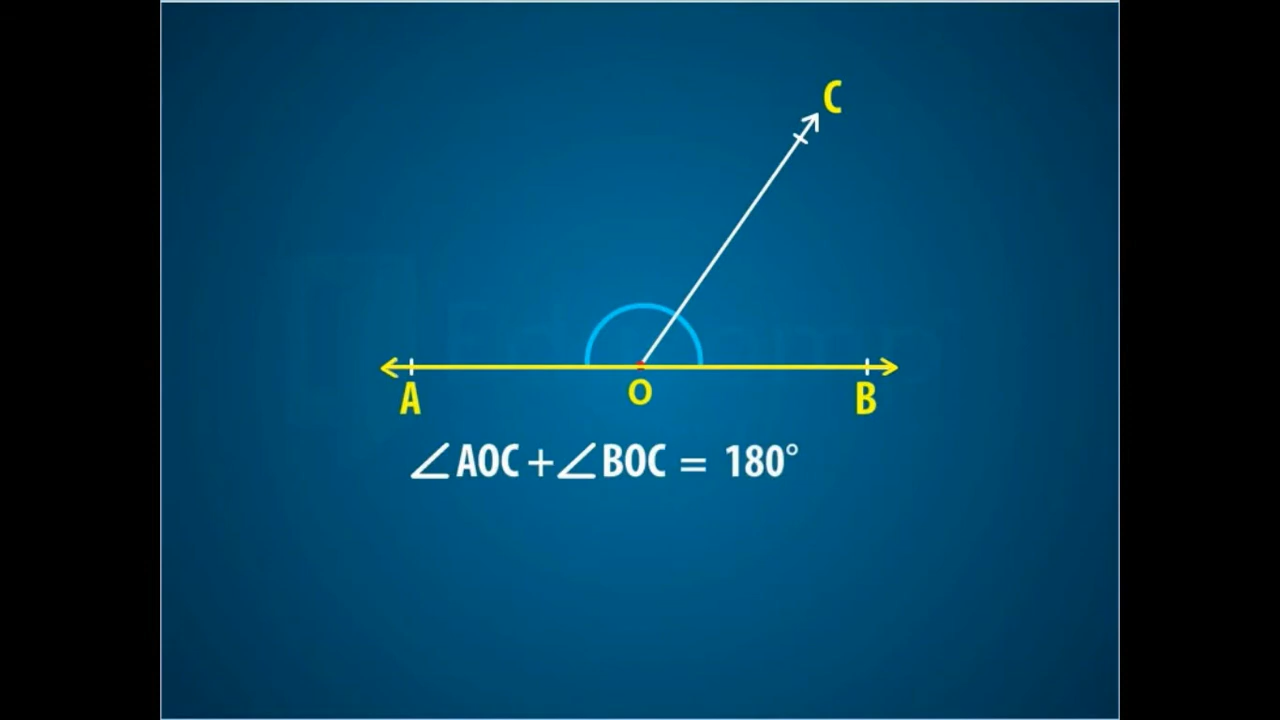 C
A
O
B
∠AOC+∠BOC = 180°